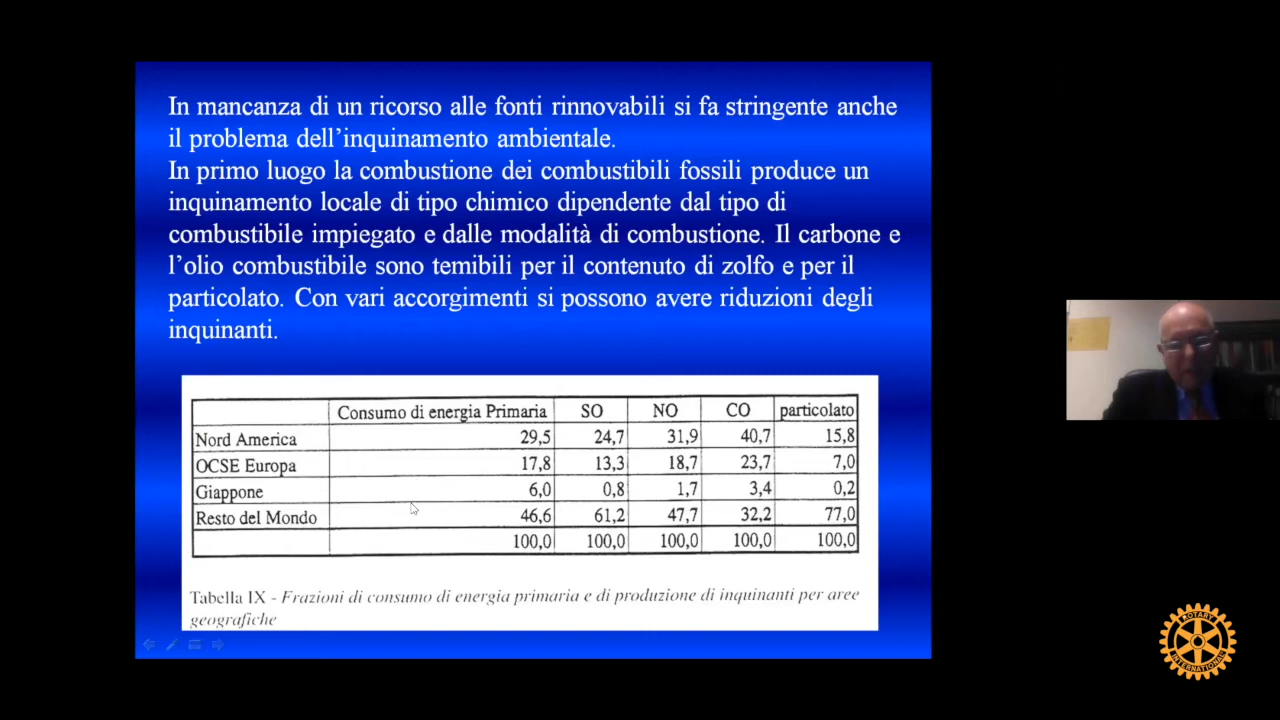 In mancanza di un ricorso alle fonti rinnovabili si fa stringente anche
il problema dell’inquinamento ambientale.
In primo luogo la combustione dei combustibili fossili produce un
inquinamento locale di tipo chimico dipendente dal tipo di
combustibile impiegato e dalle modalità di combustione. Il carbone e
l’olio combustibile sono temibili per il contenuto di zolfo e per il
particolato. Con vari accorgimenti si possono avere riduzioni degli
inquinanti.
Consumo di energia Primaria SO NO CO particolato
Nord America 29,5 24,7 31,9 40,7 15,8
OCSE Europa 17,8 13,3 18,7 23,7 7,0
Giappone 6,0 0,8 1,7 3,4 0,2
Resto del Mondo 46,6 61,2 47,7 32,2 77,0
100,0 100,0 100,0 100,0 100,0
Tabella IX - Frazioni di consumo di energia primaria e di produzione di inquinanti per aree
geografiche
ROTARY
INTERNATIONAL